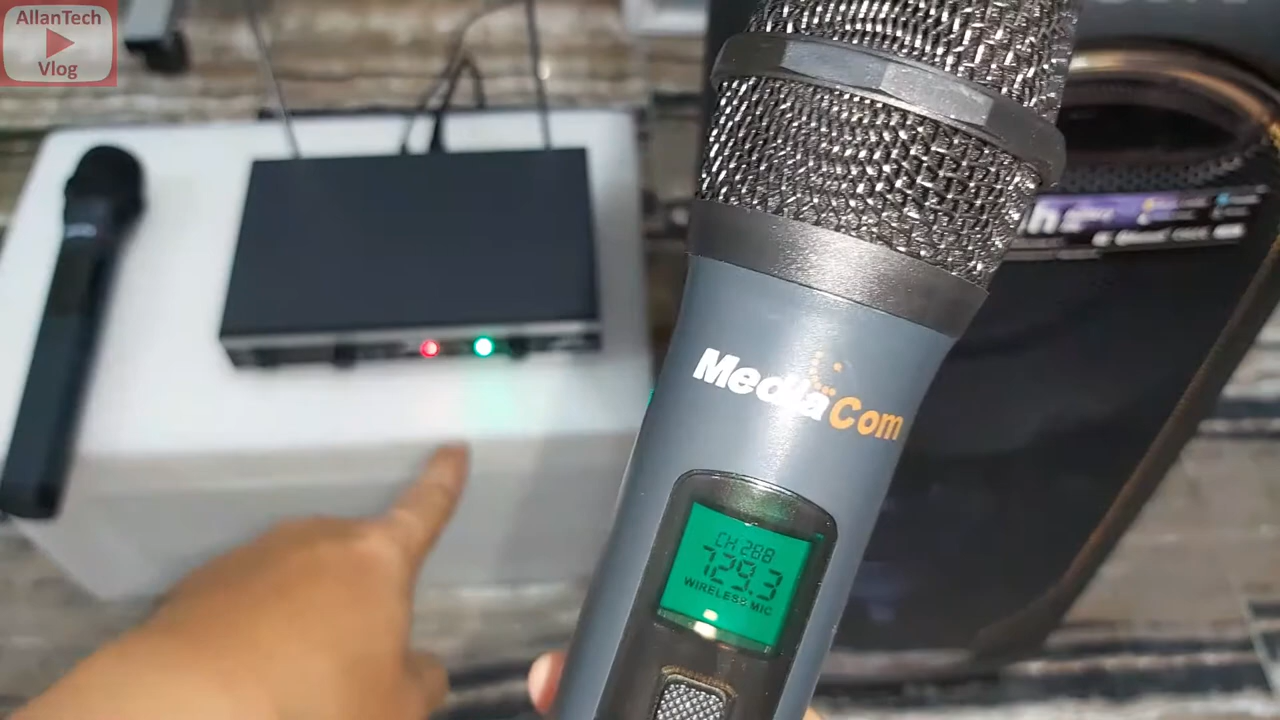 AllanTech
Vlog
MediaCom
CH 288
729.3
WIRELESS MIC